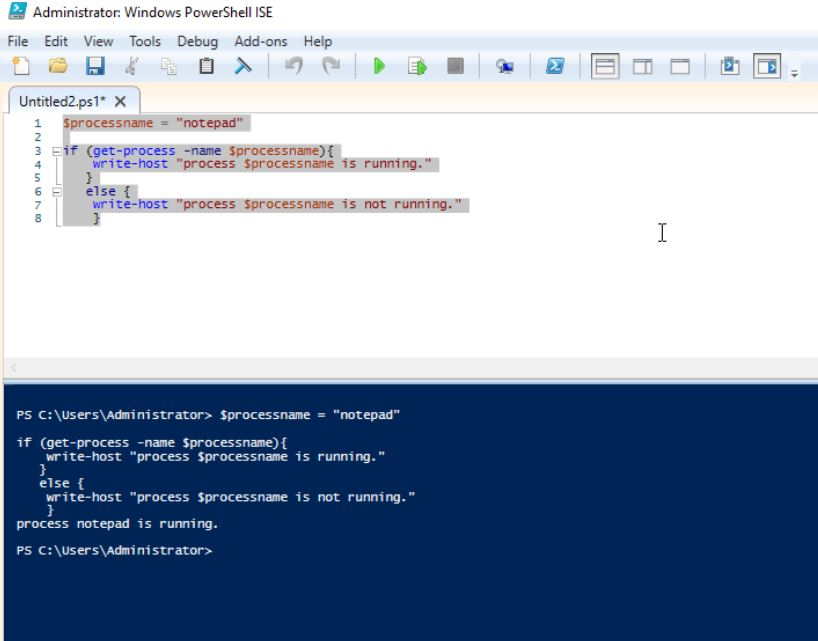 Administrator: Windows PowerShell ISE
File Edit View Tools Debug Add-ons Help
Untitled2.ps1* X
1 $processname = "notepad"
2
3 if (get-process -name $processname){
4 write-host "process $processname is running."
5 }
6 else {
7 write-host "process $processname is not running."
8 }
PS C:\Users\Administrator> $processname = "notepad"
if (get-process -name $processname){
write-host "process $processname is running."
}
else {
write-host "process $processname is not running."
}
process notepad is running.
PS C:\Users\Administrator>